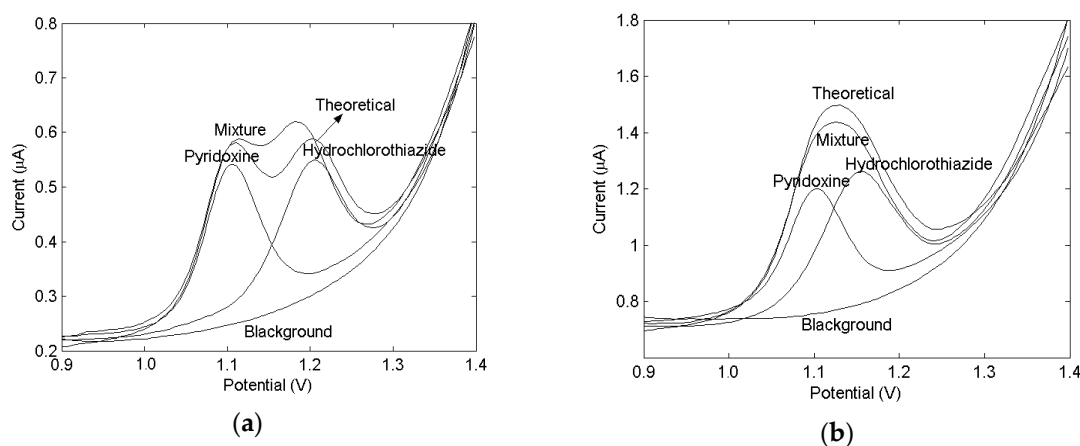 0.8
0.7
0.6
0.5
0.4
0.3
0.2
Current (μA)
Theoretical
Mixture
Pyridoxine
Hydrochlorothiazide
Blackground
0.9 1.0 1.1 1.2 1.3 1.4
Potential (V)
(a)
1.8
1.6
1.4
1.2
1
0.8
Current (μA)
Theoretical
Mixture
Hydrochlorothiazide
Pyridoxine
Blackground
0.9 1.0 1.1 1.2 1.3 1.4
Potential (V)
(b)